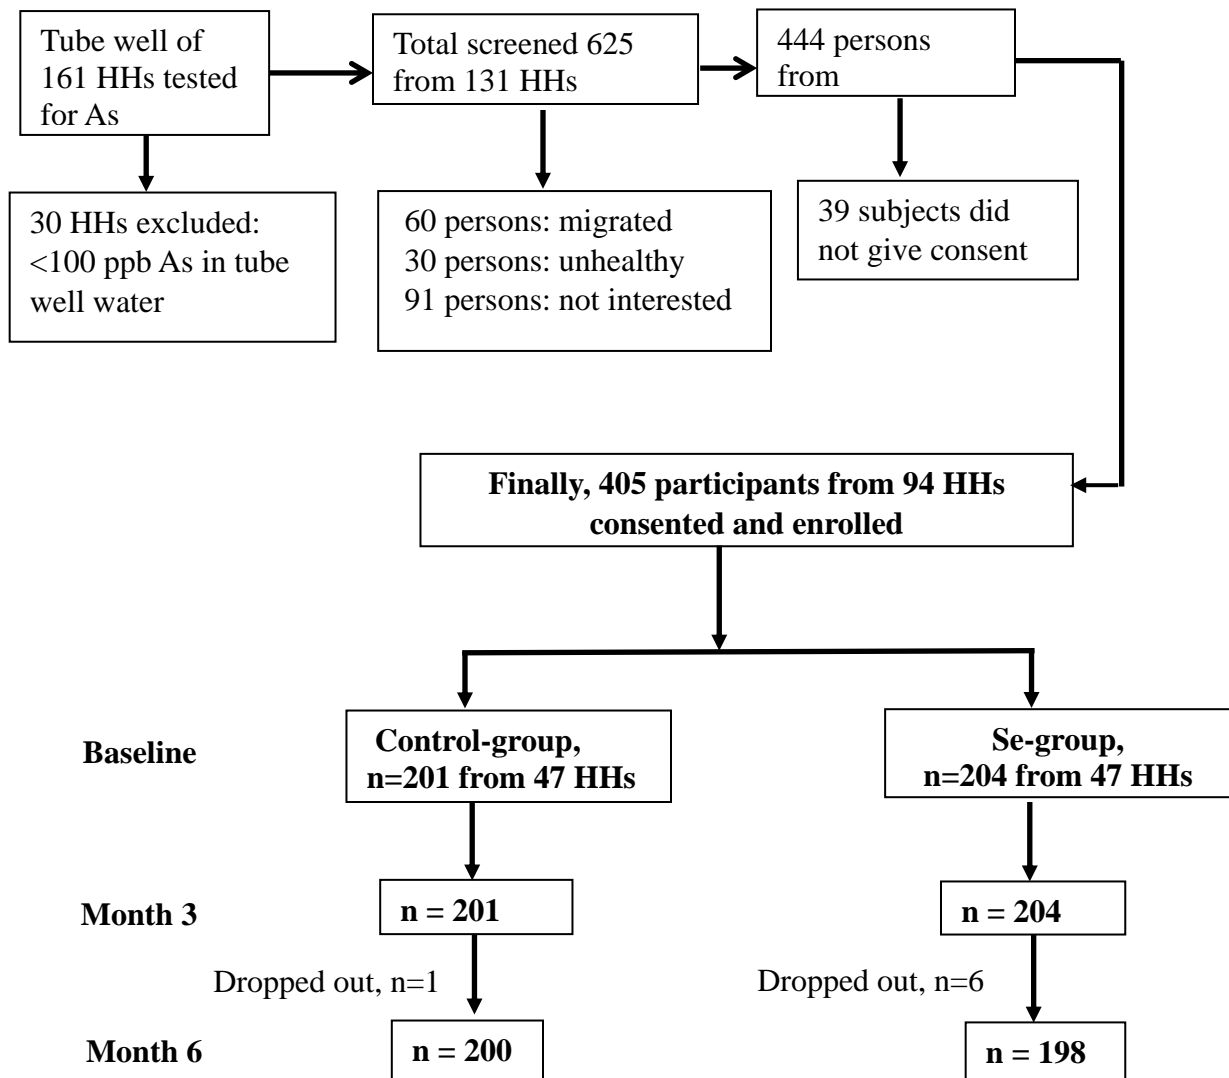 Tube well of
161 HHs tested
for As
Total screened 625
from 131 HHs
444 persons
from
30 HHs excluded:
<100 ppb As in tube
well water
60 persons: migrated
30 persons: unhealthy
91 persons: not interested
39 subjects did
not give consent
Finally, 405 participants from 94 HHs
consented and enrolled
Baseline
Control-group,
n=201 from 47 HHs
Se-group,
n=204 from 47 HHs
Month 3
n = 201
n = 204
Dropped out, n=1
Dropped out, n=6
Month 6
n = 200
n = 198